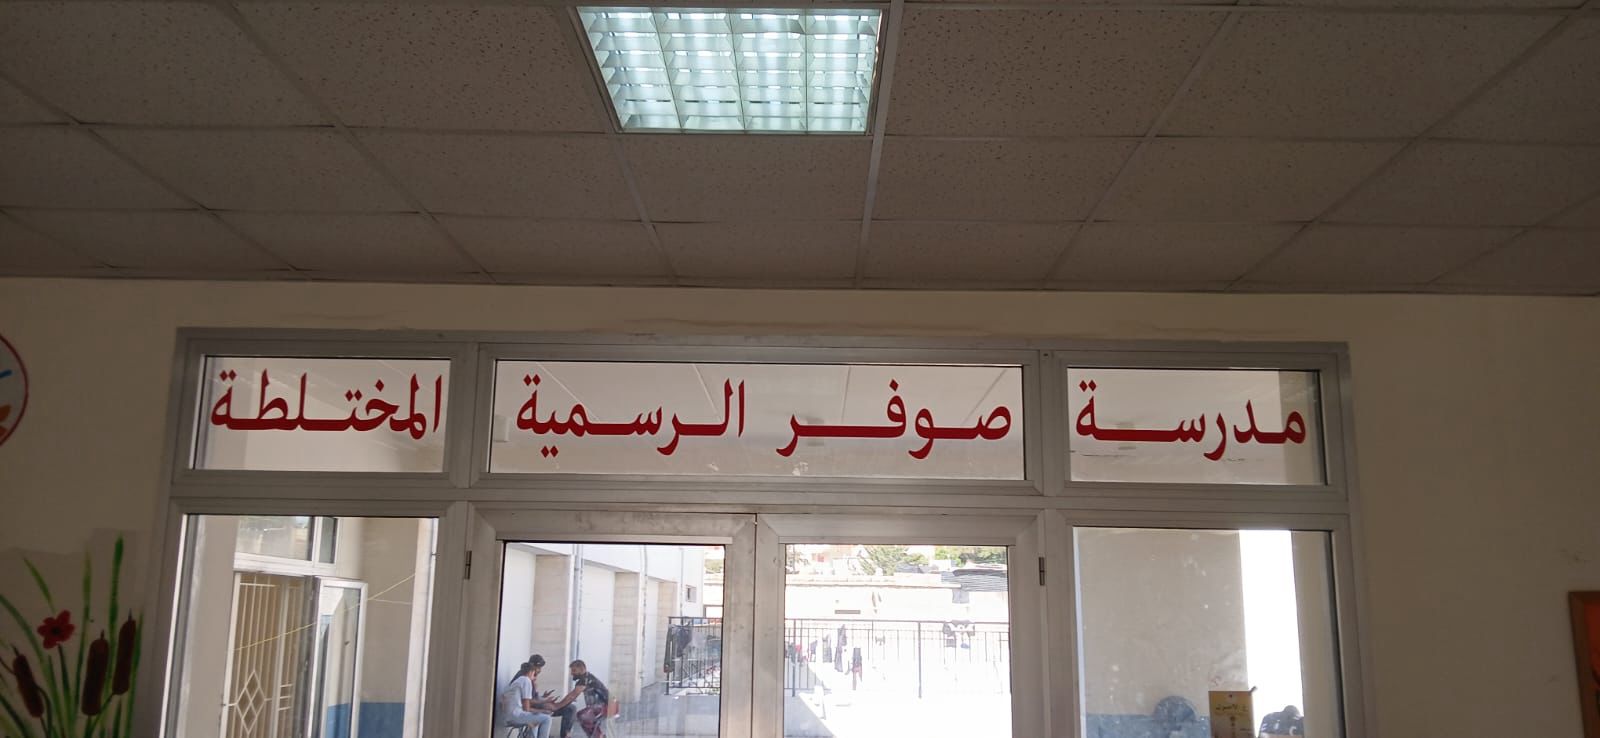 مدرسة صوفر الرسمية المختلطة